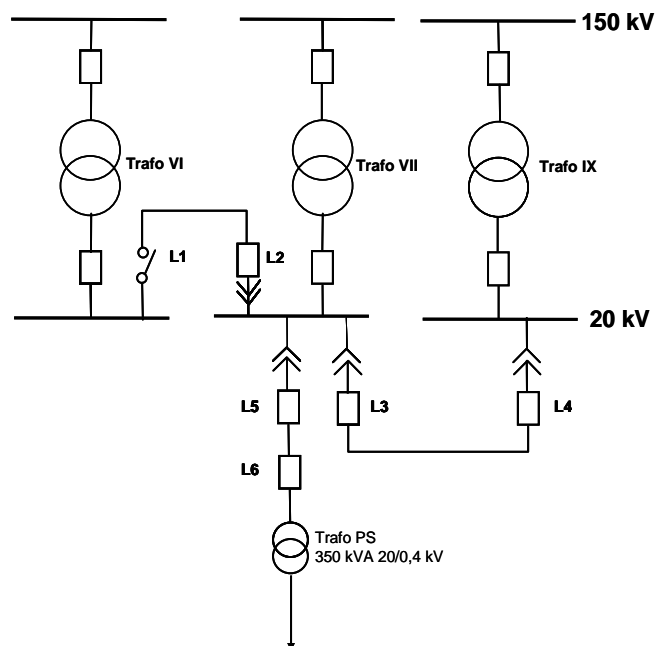 150 kV
Trafo VI
Trafo VII
Trafo IX
L1
L2
20 kV
L5
L3
L4
L6
Trafo PS
350 kVA 20/0,4 kV